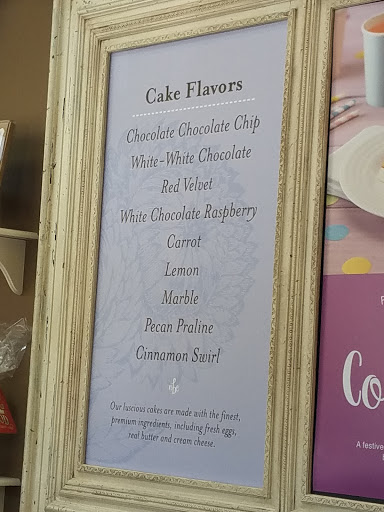 Cake Flavors
Chocolate Chocolate Chip
White-White Chocolate
Red Velvet
White Chocolate Raspberry
Carrot
Lemon
Marble
Pecan Praline
Cinnamon Swirl
Our luscious cakes are made with the finest,
premium ingredients, including fresh eggs,
real butter and cream cheese.
Co
A festive